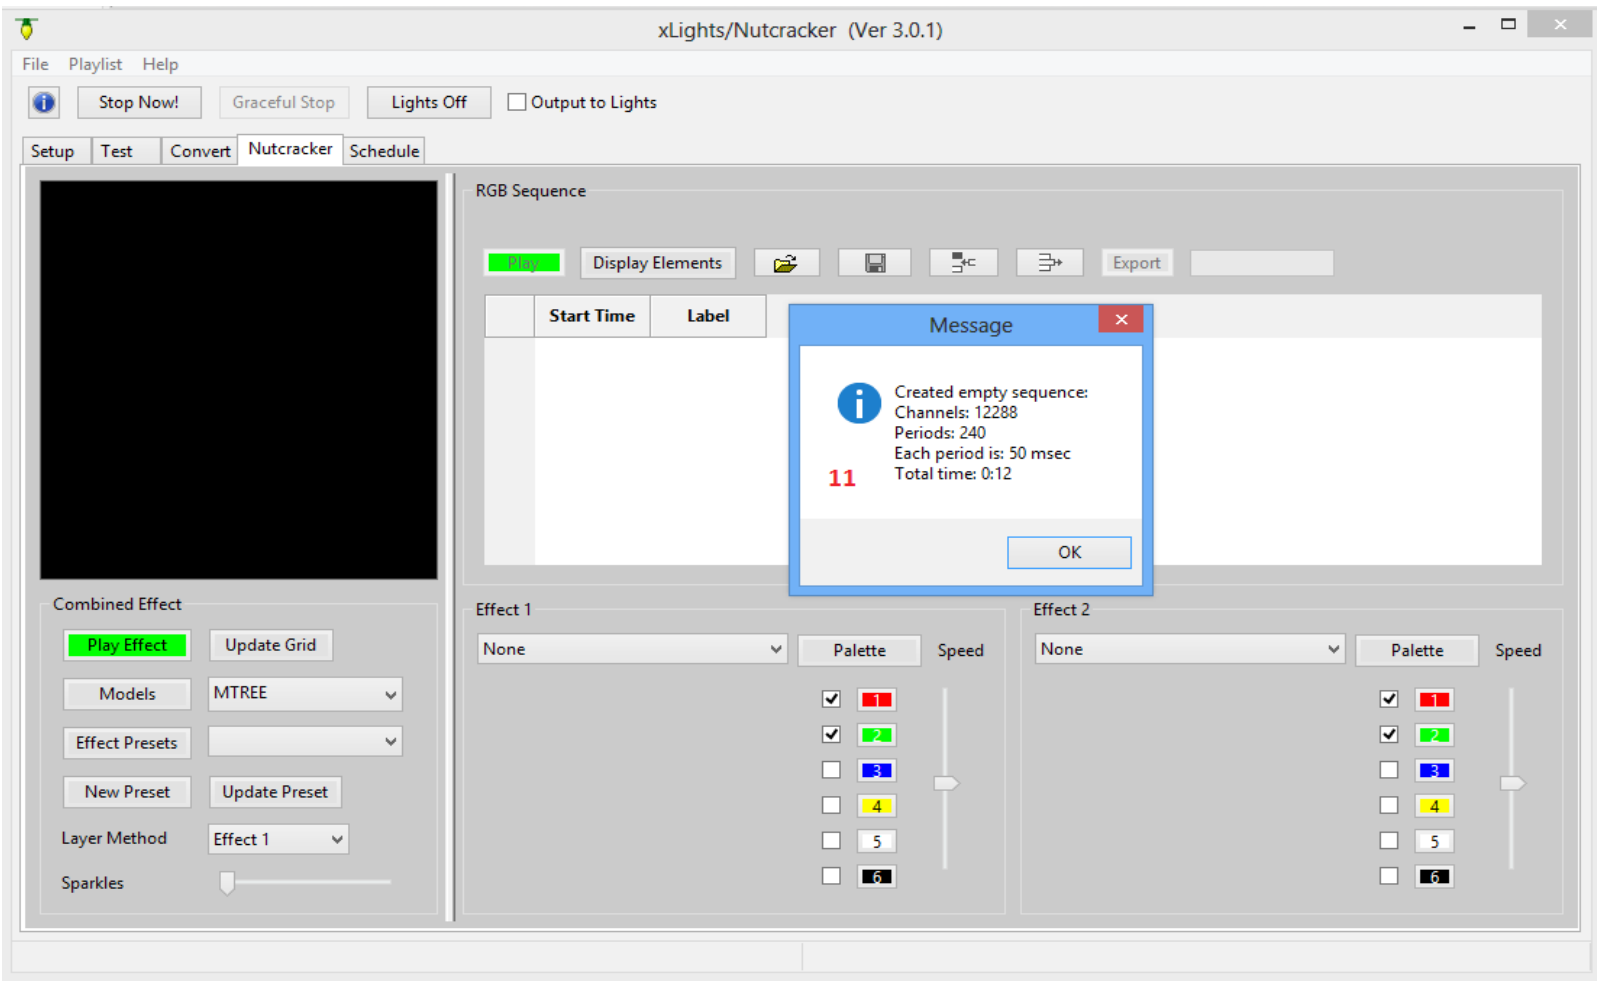 xLights/Nutcracker (Ver 3.0.1)
File Playlist Help
Stop Now! Graceful Stop Lights Off Output to Lights
Setup Test Convert Nutcracker Schedule
RGB Sequence
Play Display Elements Export
Start Time Label
Message
Created empty sequence:
Channels: 12288
Periods: 240
Each period is: 50 msec
Total time: 0:12
11
OK
Combined Effect
Play Effect Update Grid
Models MTREE
Effect Presets
New Preset Update Preset
Layer Method Effect 1
Sparkles
Effect 1
None Palette Speed
1
2
3
4
5
6
Effect 2
None Palette Speed
1
2
3
4
5
6